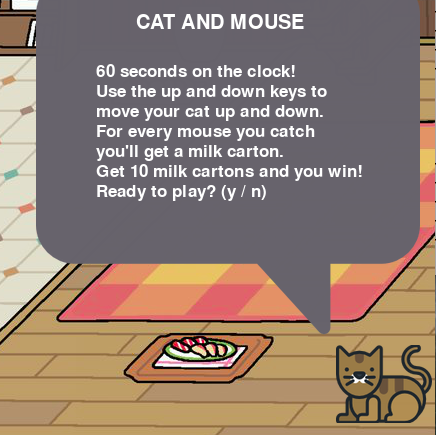 CAT AND MOUSE
60 seconds on the clock!
Use the up and down keys to
move your cat up and down.
For every mouse you catch
you'll get a milk carton.
Get 10 milk cartons and you win!
Ready to play? (y / n)